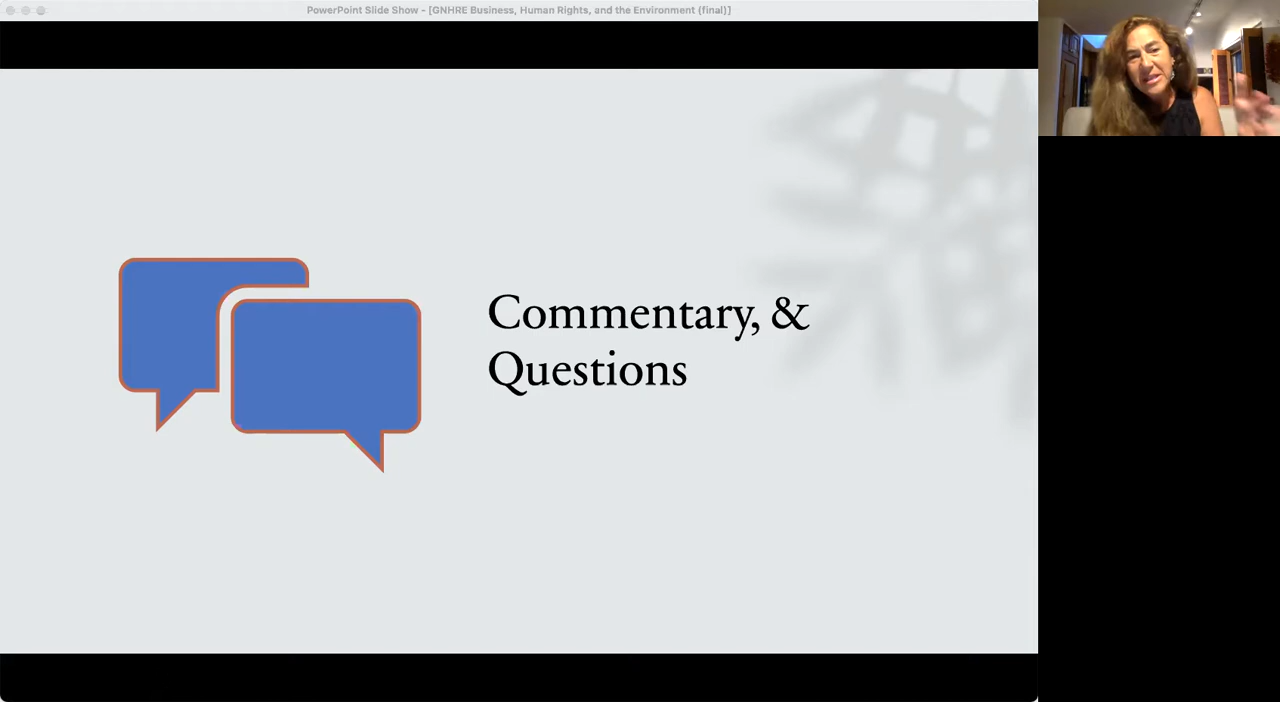 PowerPoint Slide Show - [GNHRE Business, Human Rights, and the Environment (final)]
Commentary, &
Questions